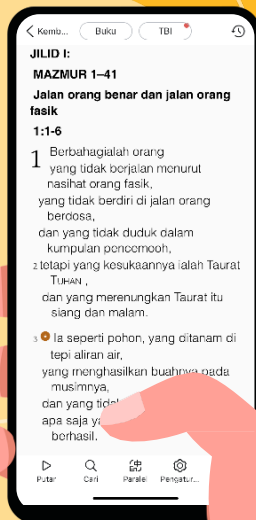 Kemb...
Buku
TBI
JILID I:
MAZMUR 1–41
Jalan orang benar dan jalan orang
fasik
1:1-6
1 Berbahagialah orang
yang tidak berjalan menurut
nasihat orang fasik,
yang tidak berdiri di jalan orang
berdosa,
dan yang tidak duduk dalam
kumpulan pencemooh,
2 tetapi yang kesukaannya ialah Taurat
TUHAN ,
dan yang merenungkan Taurat itu
siang dan malam.
3 Ia seperti pohon, yang ditanam di
tepi aliran air,
yang menghasilkan buahnya pada
musimnya,
dan yang
apa saja
berhasil.
Putar
Cari
Paralel
Pengatur...